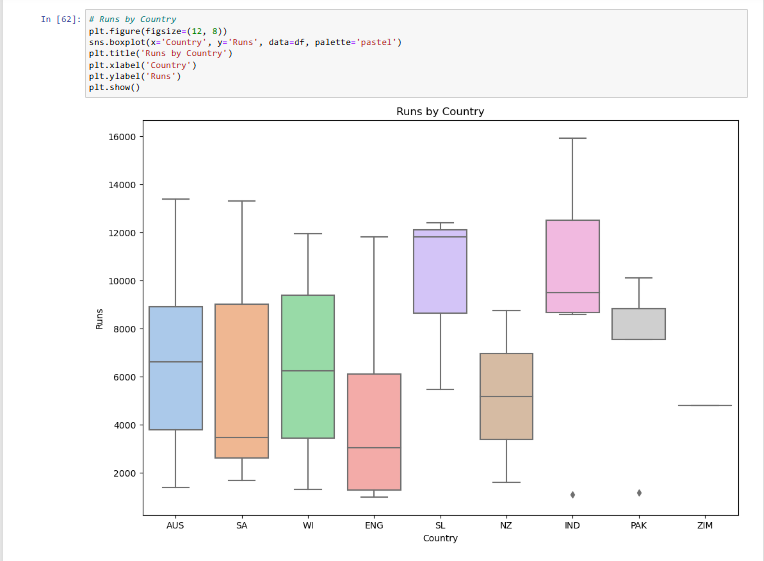 In [62]: # Runs by Country
plt.figure(figsize=(12, 8))
sns.boxplot(x='Country', y='Runs', data=df, palette='pastel')
plt.title('Runs by Country')
plt.xlabel('Country')
plt.ylabel('Runs')
plt.show()
Runs by Country
16000
14000
12000
10000
8000
6000
4000
2000
Runs
AUS SA WI ENG SL NZ IND PAK ZIM
Country